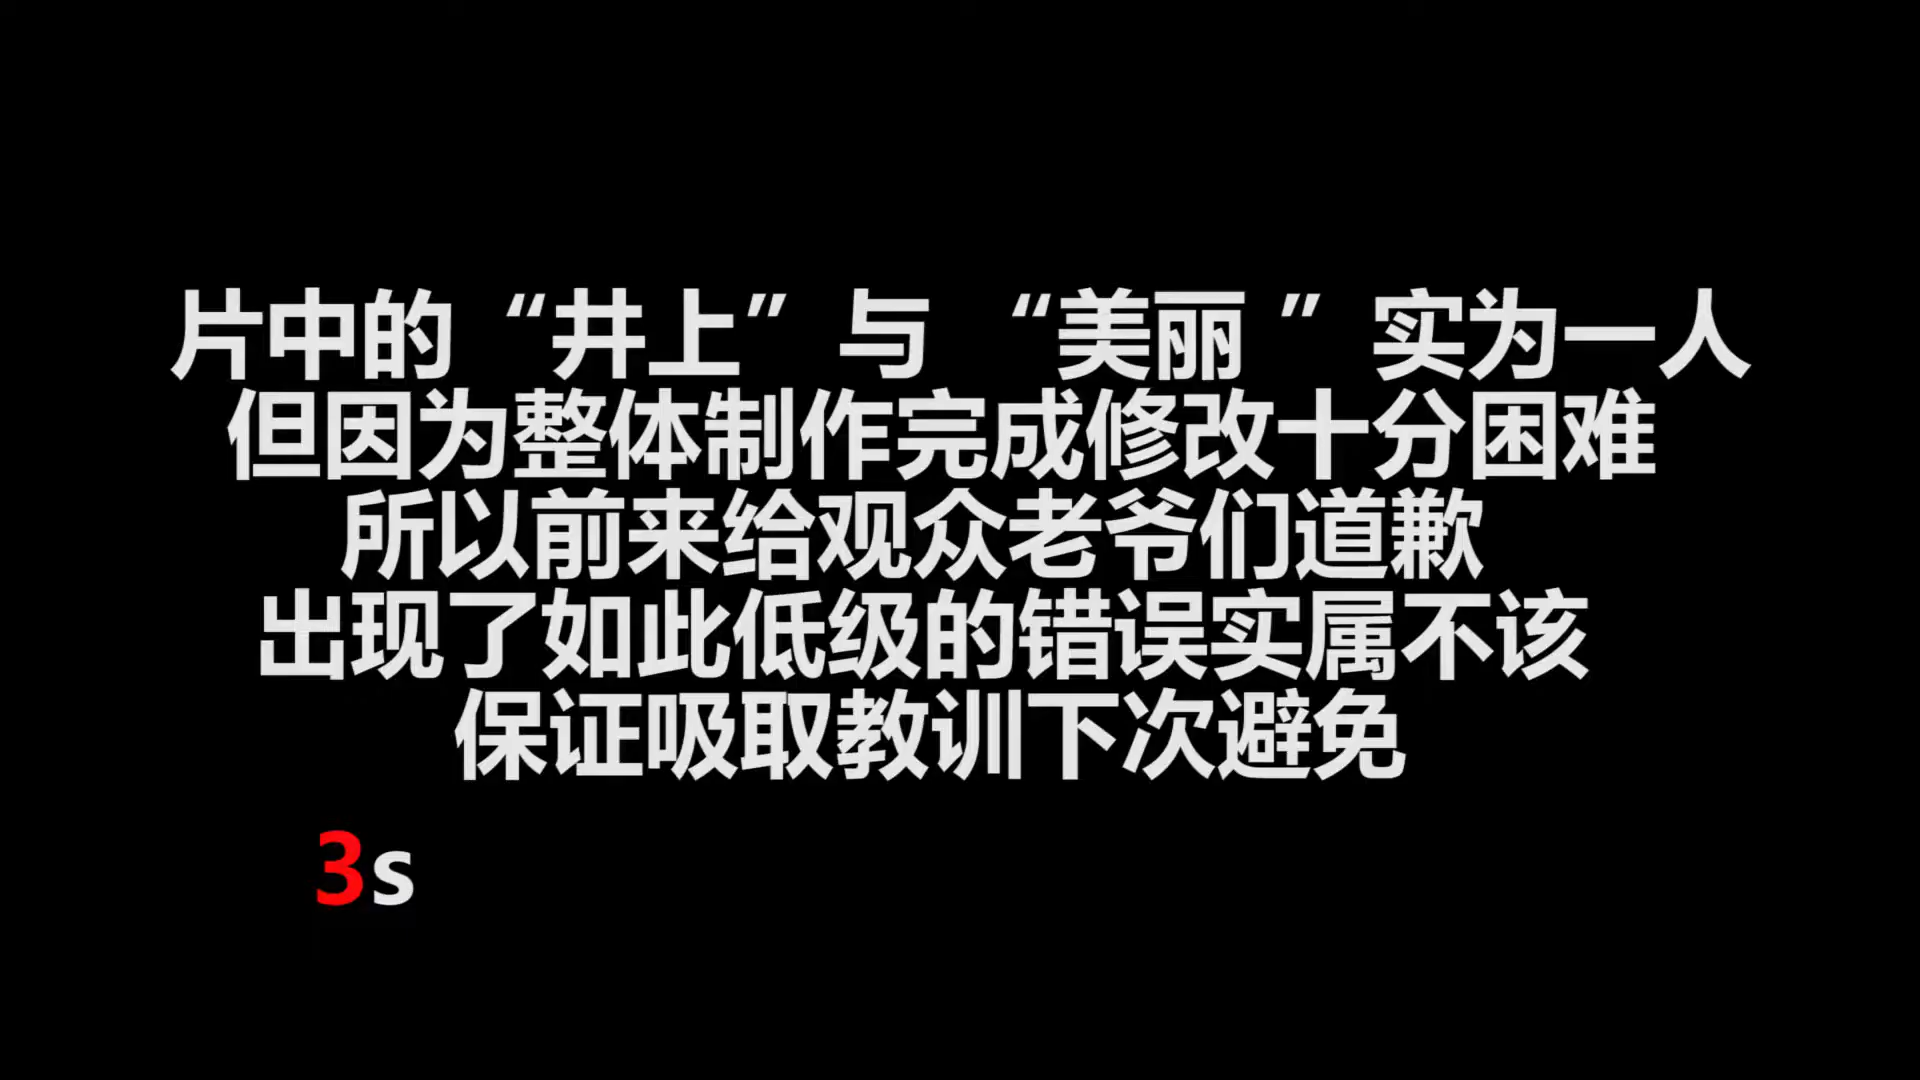 片中的“井上”与 “美丽 ”实为一人
但因为整体制作完成修改十分困难
所以前来给观众老爷们道歉
出现了如此低级的错误实属不该
保证吸取教训下次避免
3s